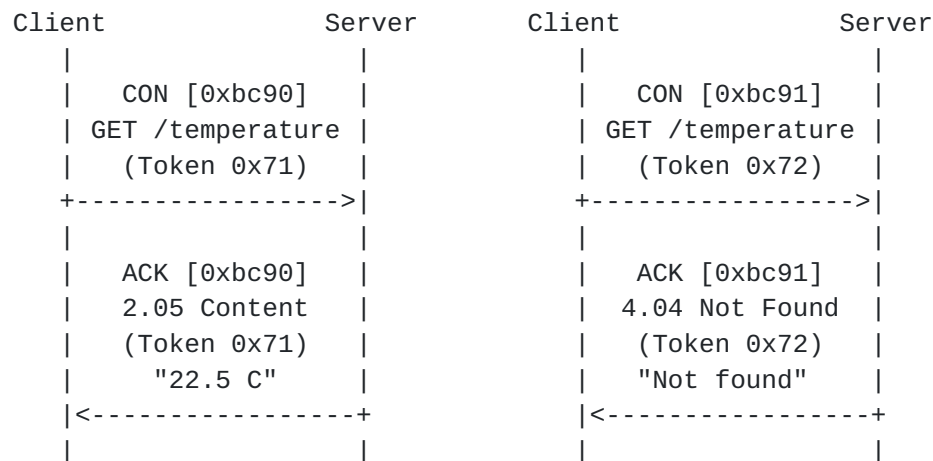 Client Server Client Server
| | | |
| CON [0xbc90] | | CON [0xbc91] |
| GET /temperature | | GET /temperature |
| (Token 0x71) | | (Token 0x72) |
+----------------->| +----------------->|
| | | |
| ACK [0xbc90] | | ACK [0xbc91] |
| 2.05 Content | | 4.04 Not Found |
| (Token 0x71) | | (Token 0x72) |
| "22.5 C" | | "Not found" |
|<-----------------+ |<-----------------+
| | | |